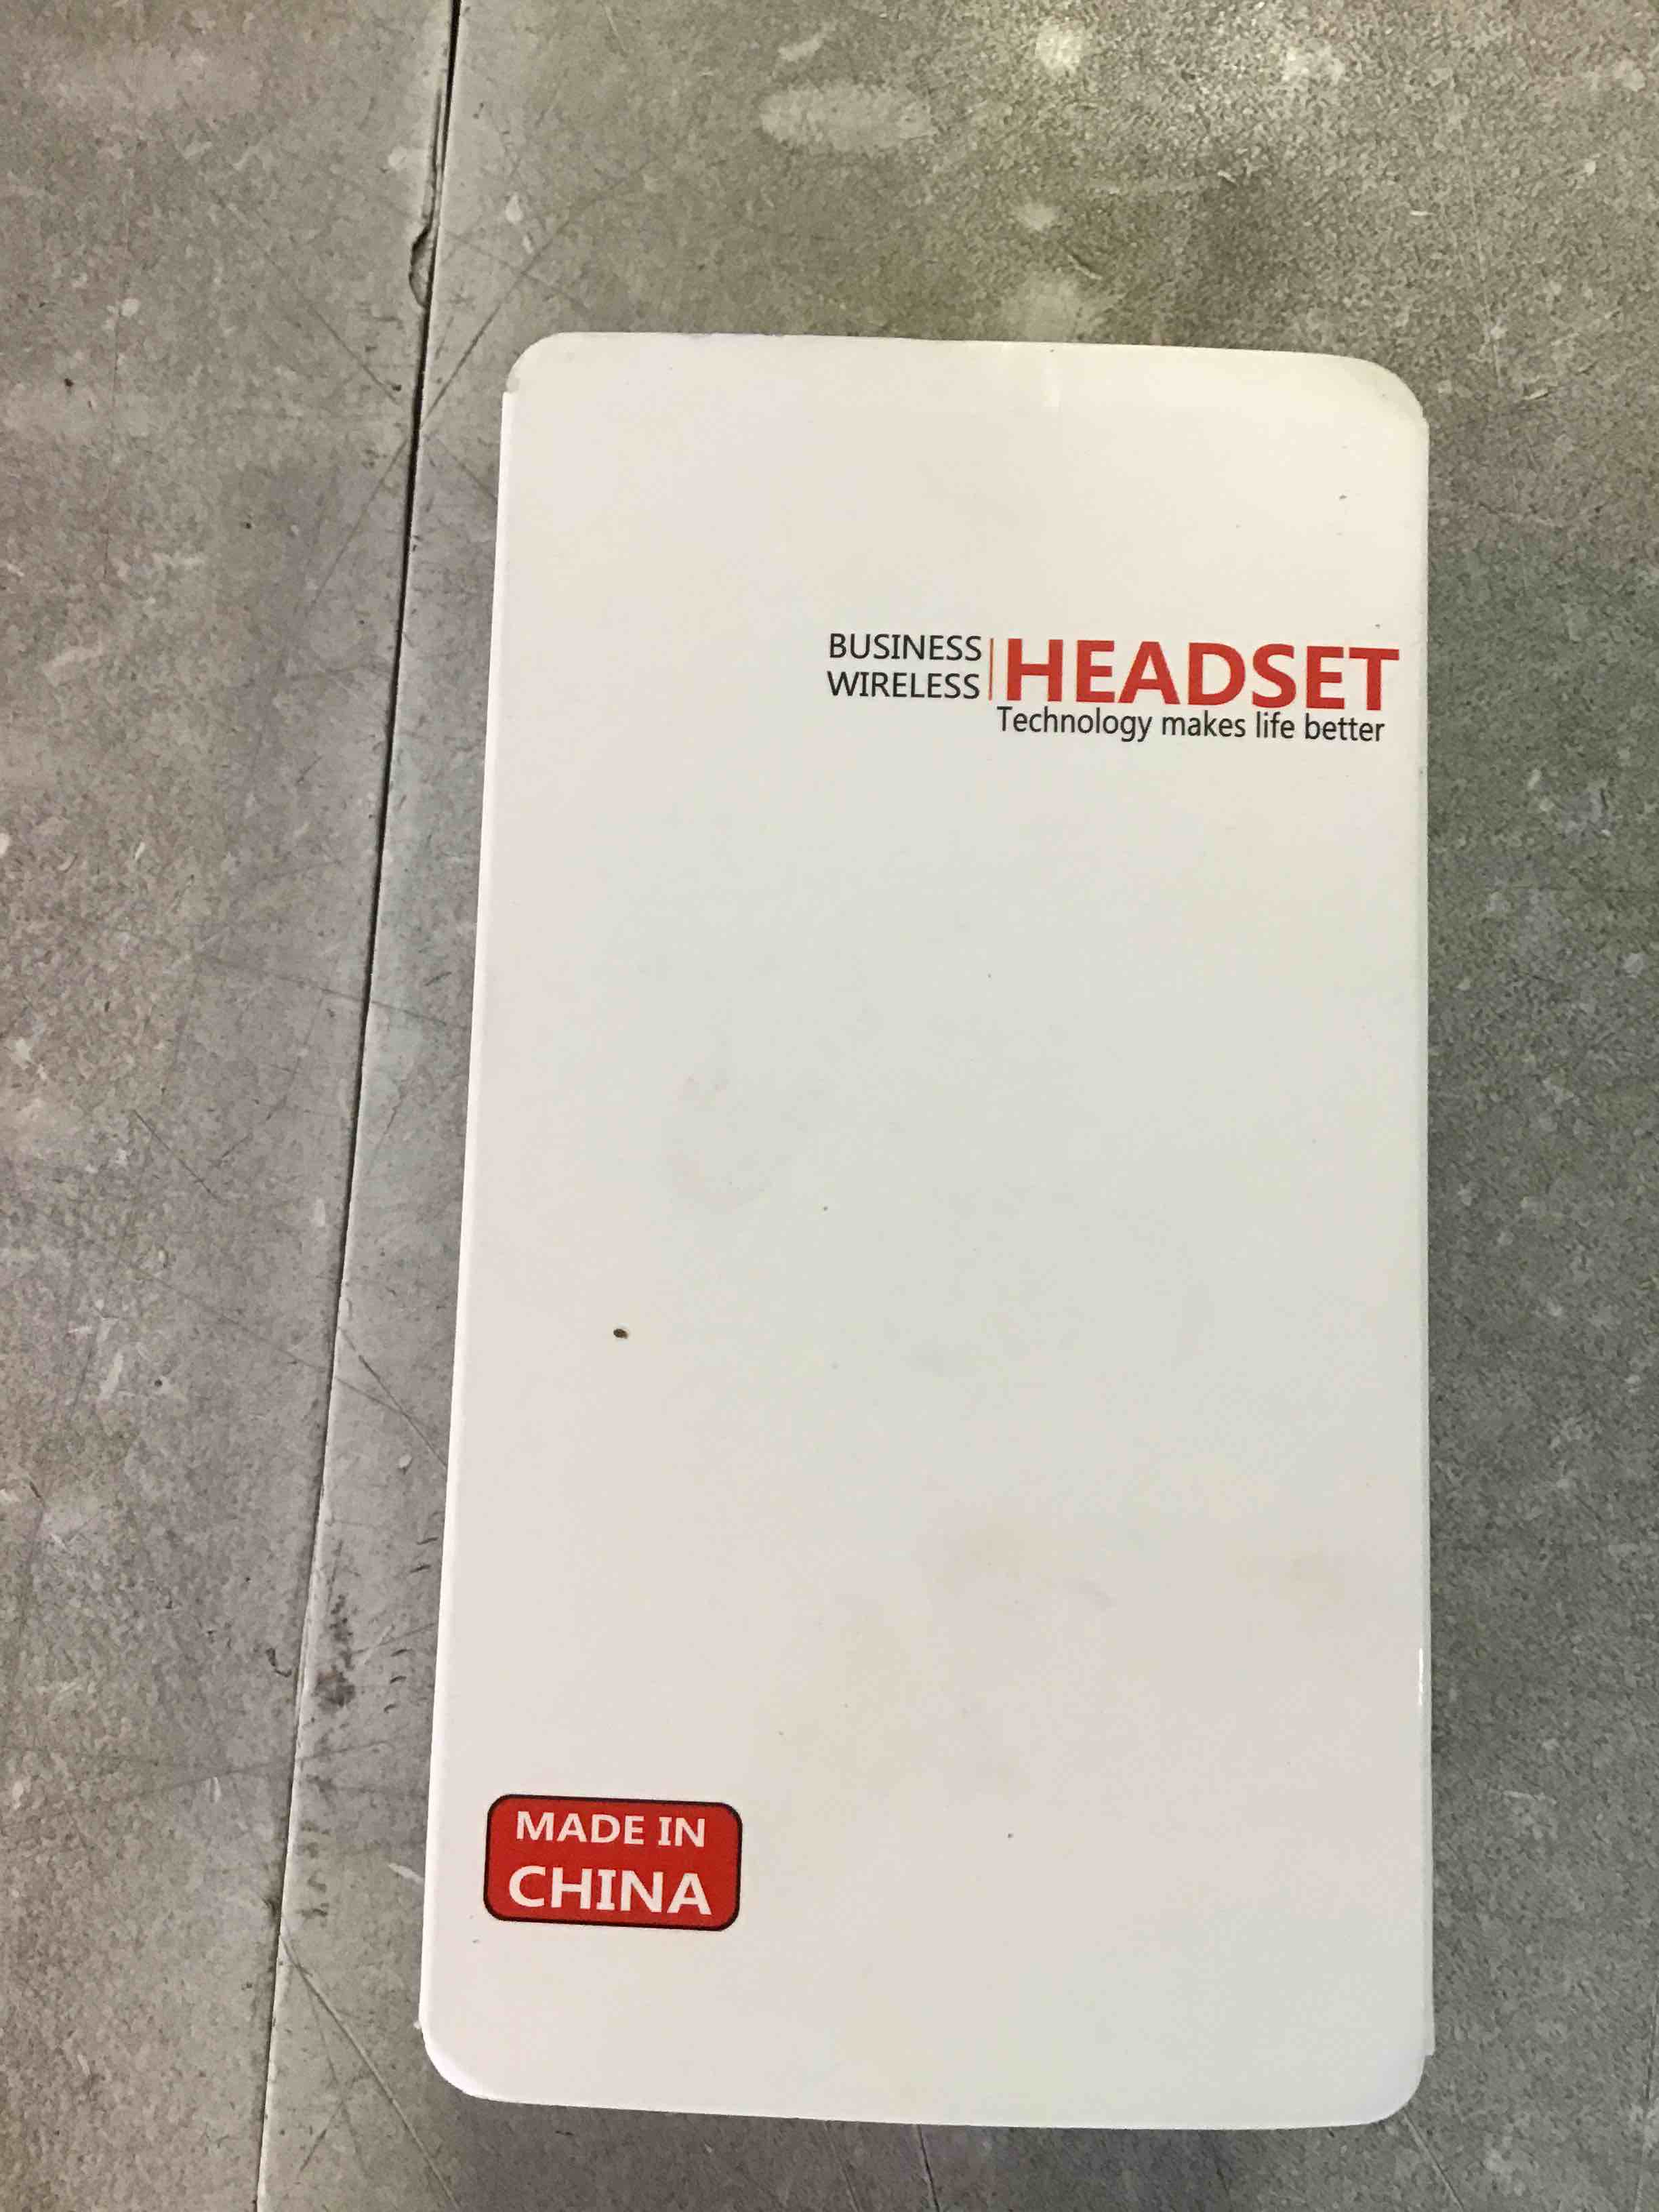 BUSINESS
WIRELESS
HEADSET
Technology makes life better
MADE IN
CHINA